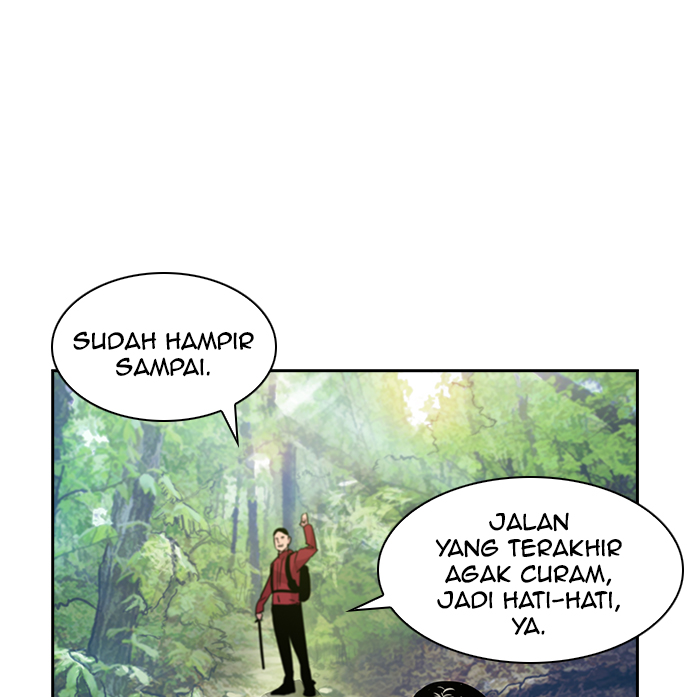 SUDAH HAMPIR
SAMPAI.
JALAN
YANG TERAKHIR
AGAK CURAM,
JADI HATI-HATI,
YA.